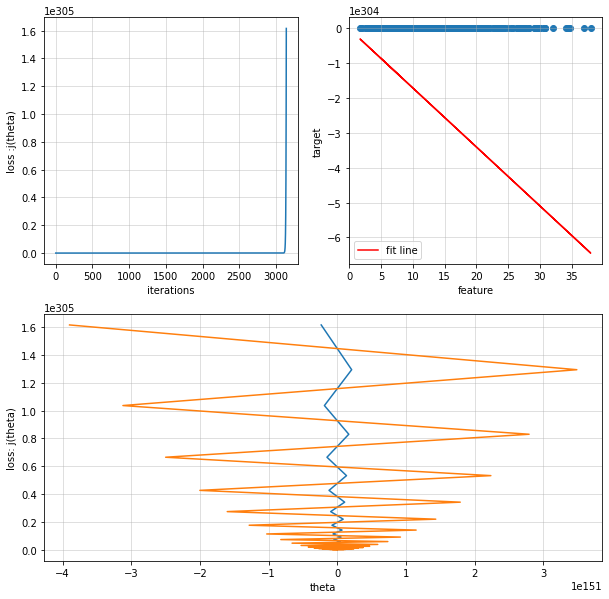 1e305
1.6
1.4
1.2
1.0
0.8
0.6
0.4
0.2
0.0
loss :j(theta)
0 500 1000 1500 2000 2500 3000
iterations
1e304
0
−1
−2
−3
−4
−5
−6
target
fit line
0 5 10 15 20 25 30 35
feature
1e305
1.6
1.4
1.2
1.0
0.8
0.6
0.4
0.2
0.0
loss: j(theta)
−4 −3 −2 −1 0 1 2 3
1e151
theta